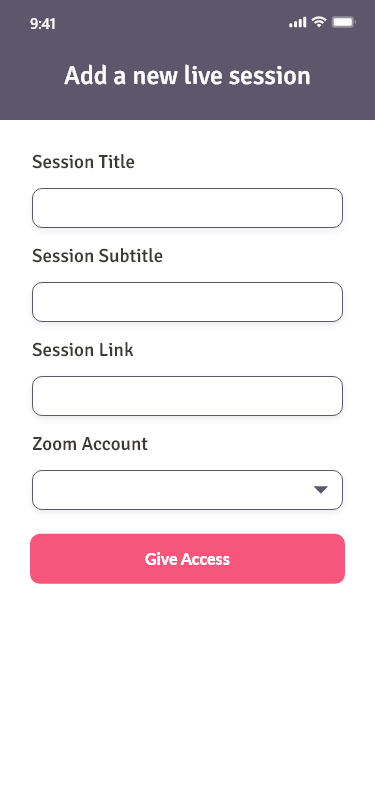 9:41
Add a new live session
Session Title
Session Subtitle
Session Link
Zoom Account
Give Access